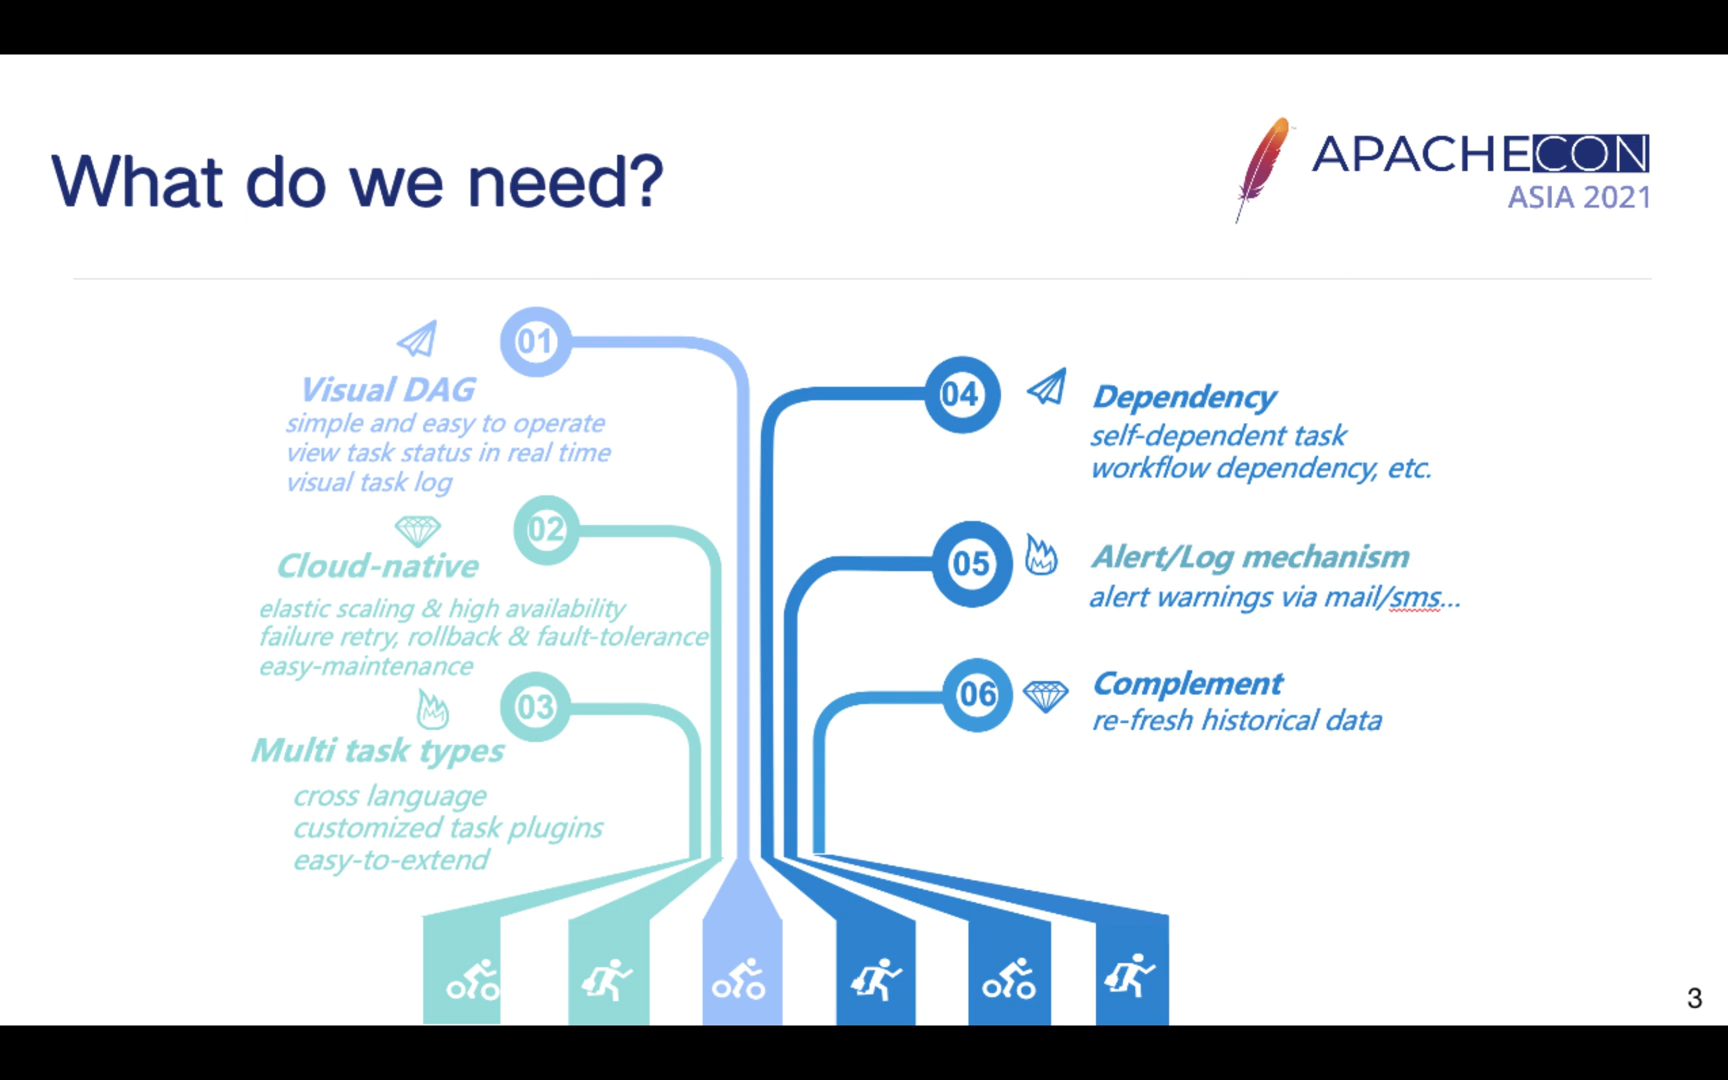 What do we need?
APACHECON
ASIA 2021
01
Visual DAG
simple and easy to operate
view task status in real time
visual task log
02
Cloud-native
elastic scaling & high availability
failure retry, rollback & fault-tolerance
easy-maintenance
03
Multi task types
cross language
customized task plugins
easy-to-extend
04
Dependency
self-dependent task
workflow dependency, etc.
05
Alert/Log mechanism
alert warnings via mail/sms...
06
Complement
re-fresh historical data
3